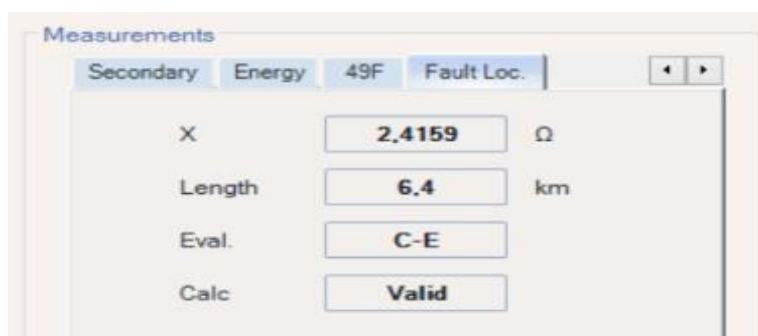 Measurements
Secondary Energy 49F Fault Loc.
X 2,4159 Ω
Length 6,4 km
Eval. C-E
Calc Valid